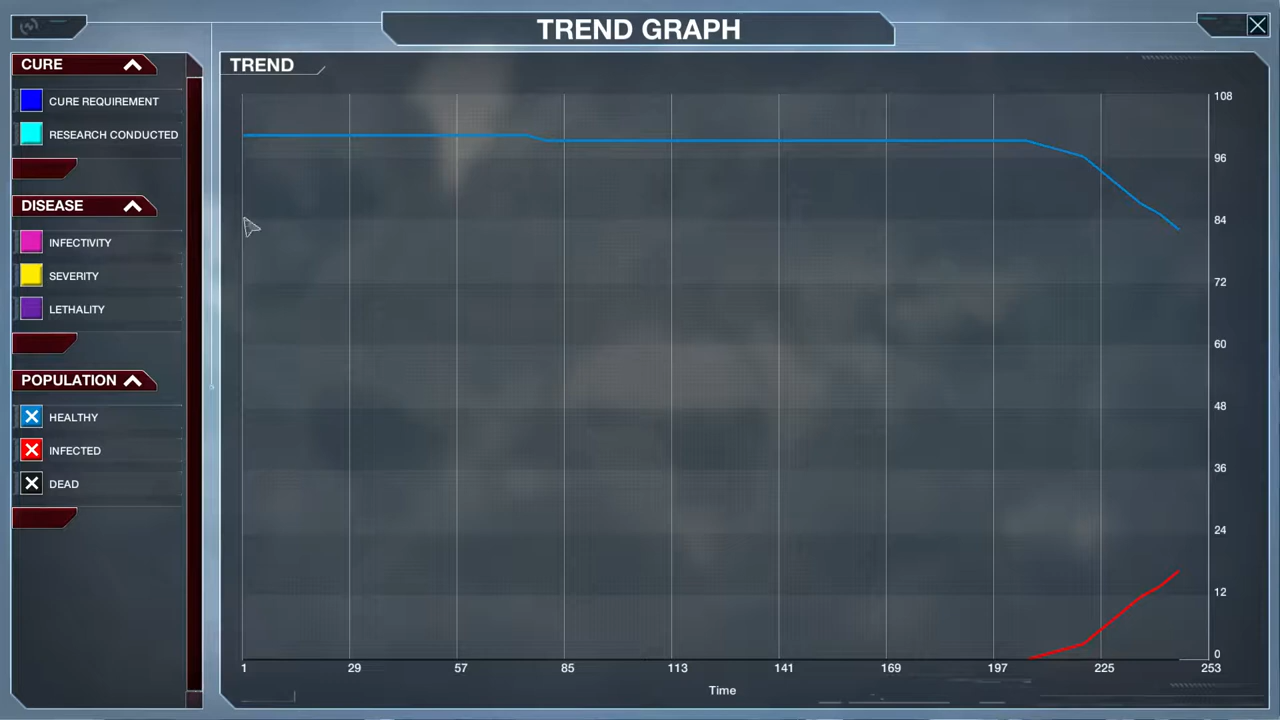 TREND GRAPH
CURE
CURE REQUIREMENT
RESEARCH CONDUCTED
DISEASE
INFECTIVITY
SEVERITY
LETHALITY
POPULATION
HEALTHY
INFECTED
DEAD
TREND
108
96
84
72
60
48
36
24
12
0
1 29 57 85 113 141 169 197 225 253
Time